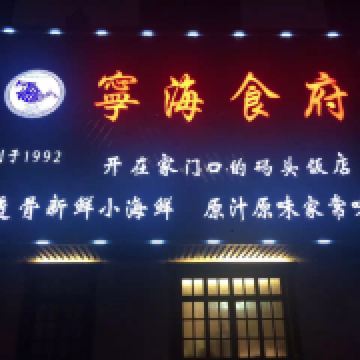 寧海食府
于1992
开在家门口的码头饭店
骨新鲜小海鲜 原汁原味家常